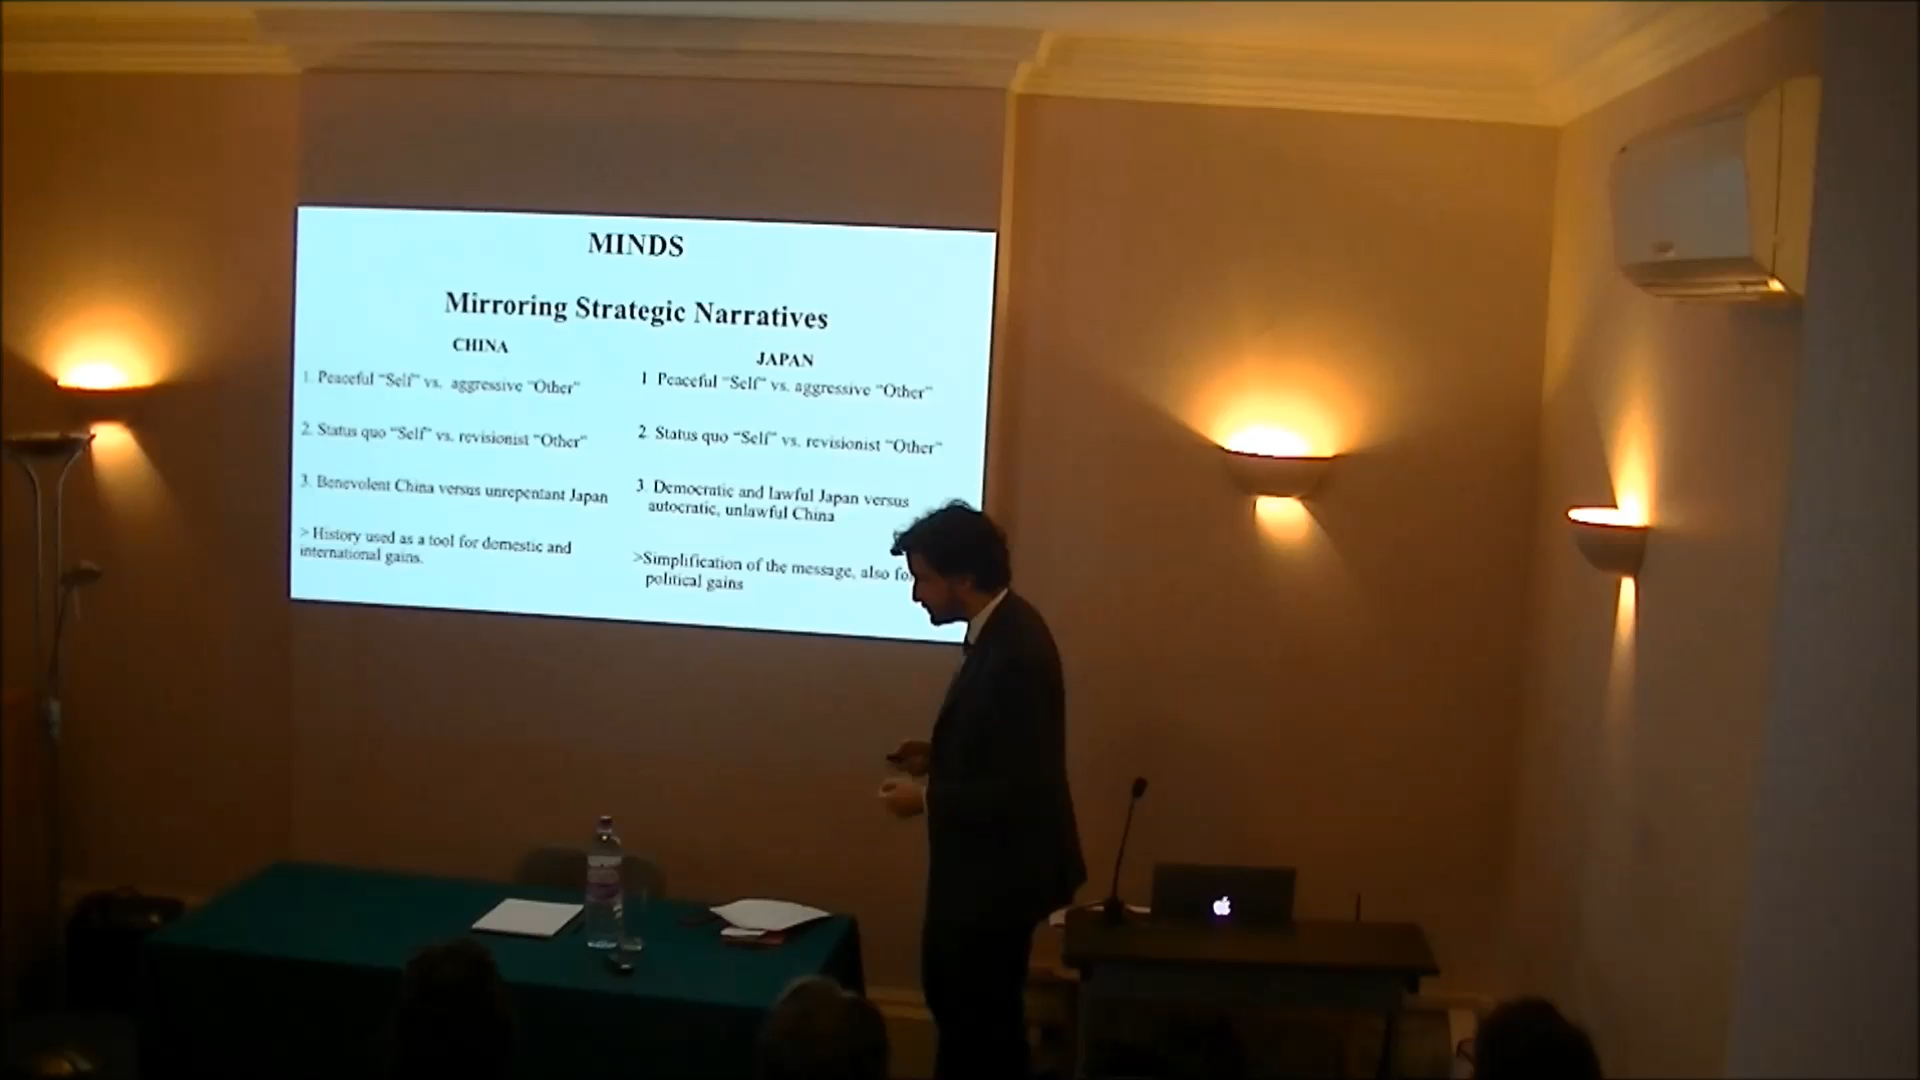 MINDS
Mirroring Strategic Narratives
CHINA
1. Peaceful "Self" vs. aggressive "Other"
2. Status quo "Self" vs. revisionist "Other"
3. Benevolent China versus unrepentant Japan
> History used as a tool for domestic and
international gains.
JAPAN
1 Peaceful "Self" vs. aggressive "Other"
2 Status quo "Self" vs. revisionist "Other"
3 Democratic and lawful Japan versus
autocratic, unlawful China
>Simplification of the message, also for
political gains